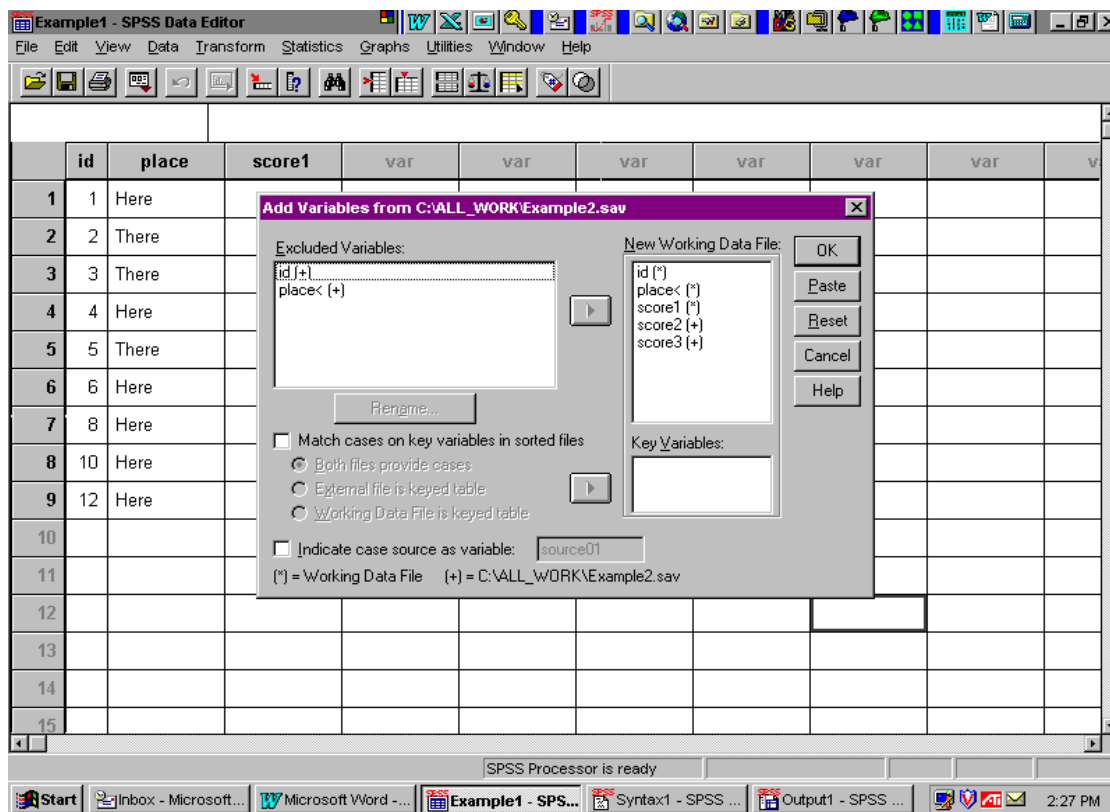 Example1 - SPSS Data Editor
File Edit View Data Transform Statistics Graphs Utilities Window Help
id place score1 var var var var var var v
1 1 Here
2 2 There
3 3 There
4 4 Here
5 5 There
6 6 Here
7 8 Here
8 10 Here
9 12 Here
10
11
12
13
14
15
Add Variables from C:\ALL_WORK\Example2.sav
Excluded Variables:
id (+)
place< (+)
Rename...
Match cases on key variables in sorted files
Both files provide cases
External file is keyed table
Working Data File is keyed table
Indicate case source as variable: source01
(*) = Working Data File (+) = C:\ALL_WORK\Example2.sav
New Working Data File:
id (*)
place< (*)
score1 (*)
score2 (+)
score3 (+)
Key Variables:
OK
Paste
Reset
Cancel
Help
SPSS Processor is ready
Start Inbox - Microsoft... Microsoft Word -... Example1 - SPS... Syntax1 - SPSS ... Output1 - SPSS ... 2:27 PM